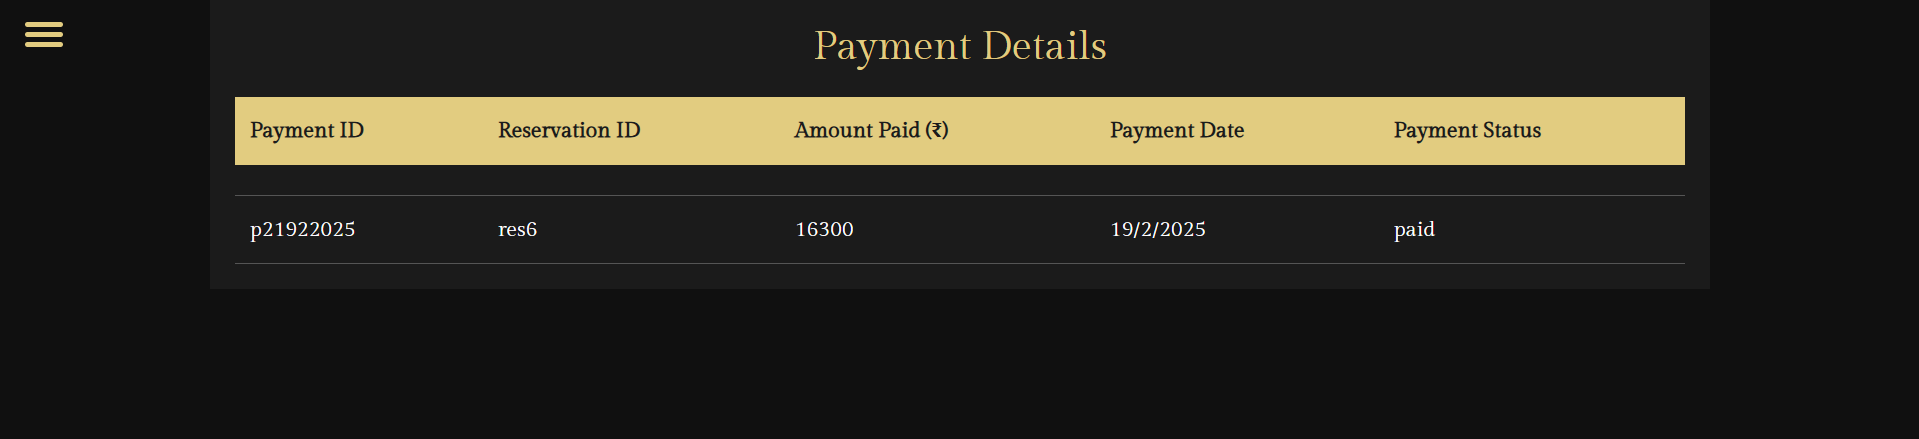 Payment Details
Payment ID Reservation ID Amount Paid (₹) Payment Date Payment Status
p21922025 res6 16300 19/2/2025 paid